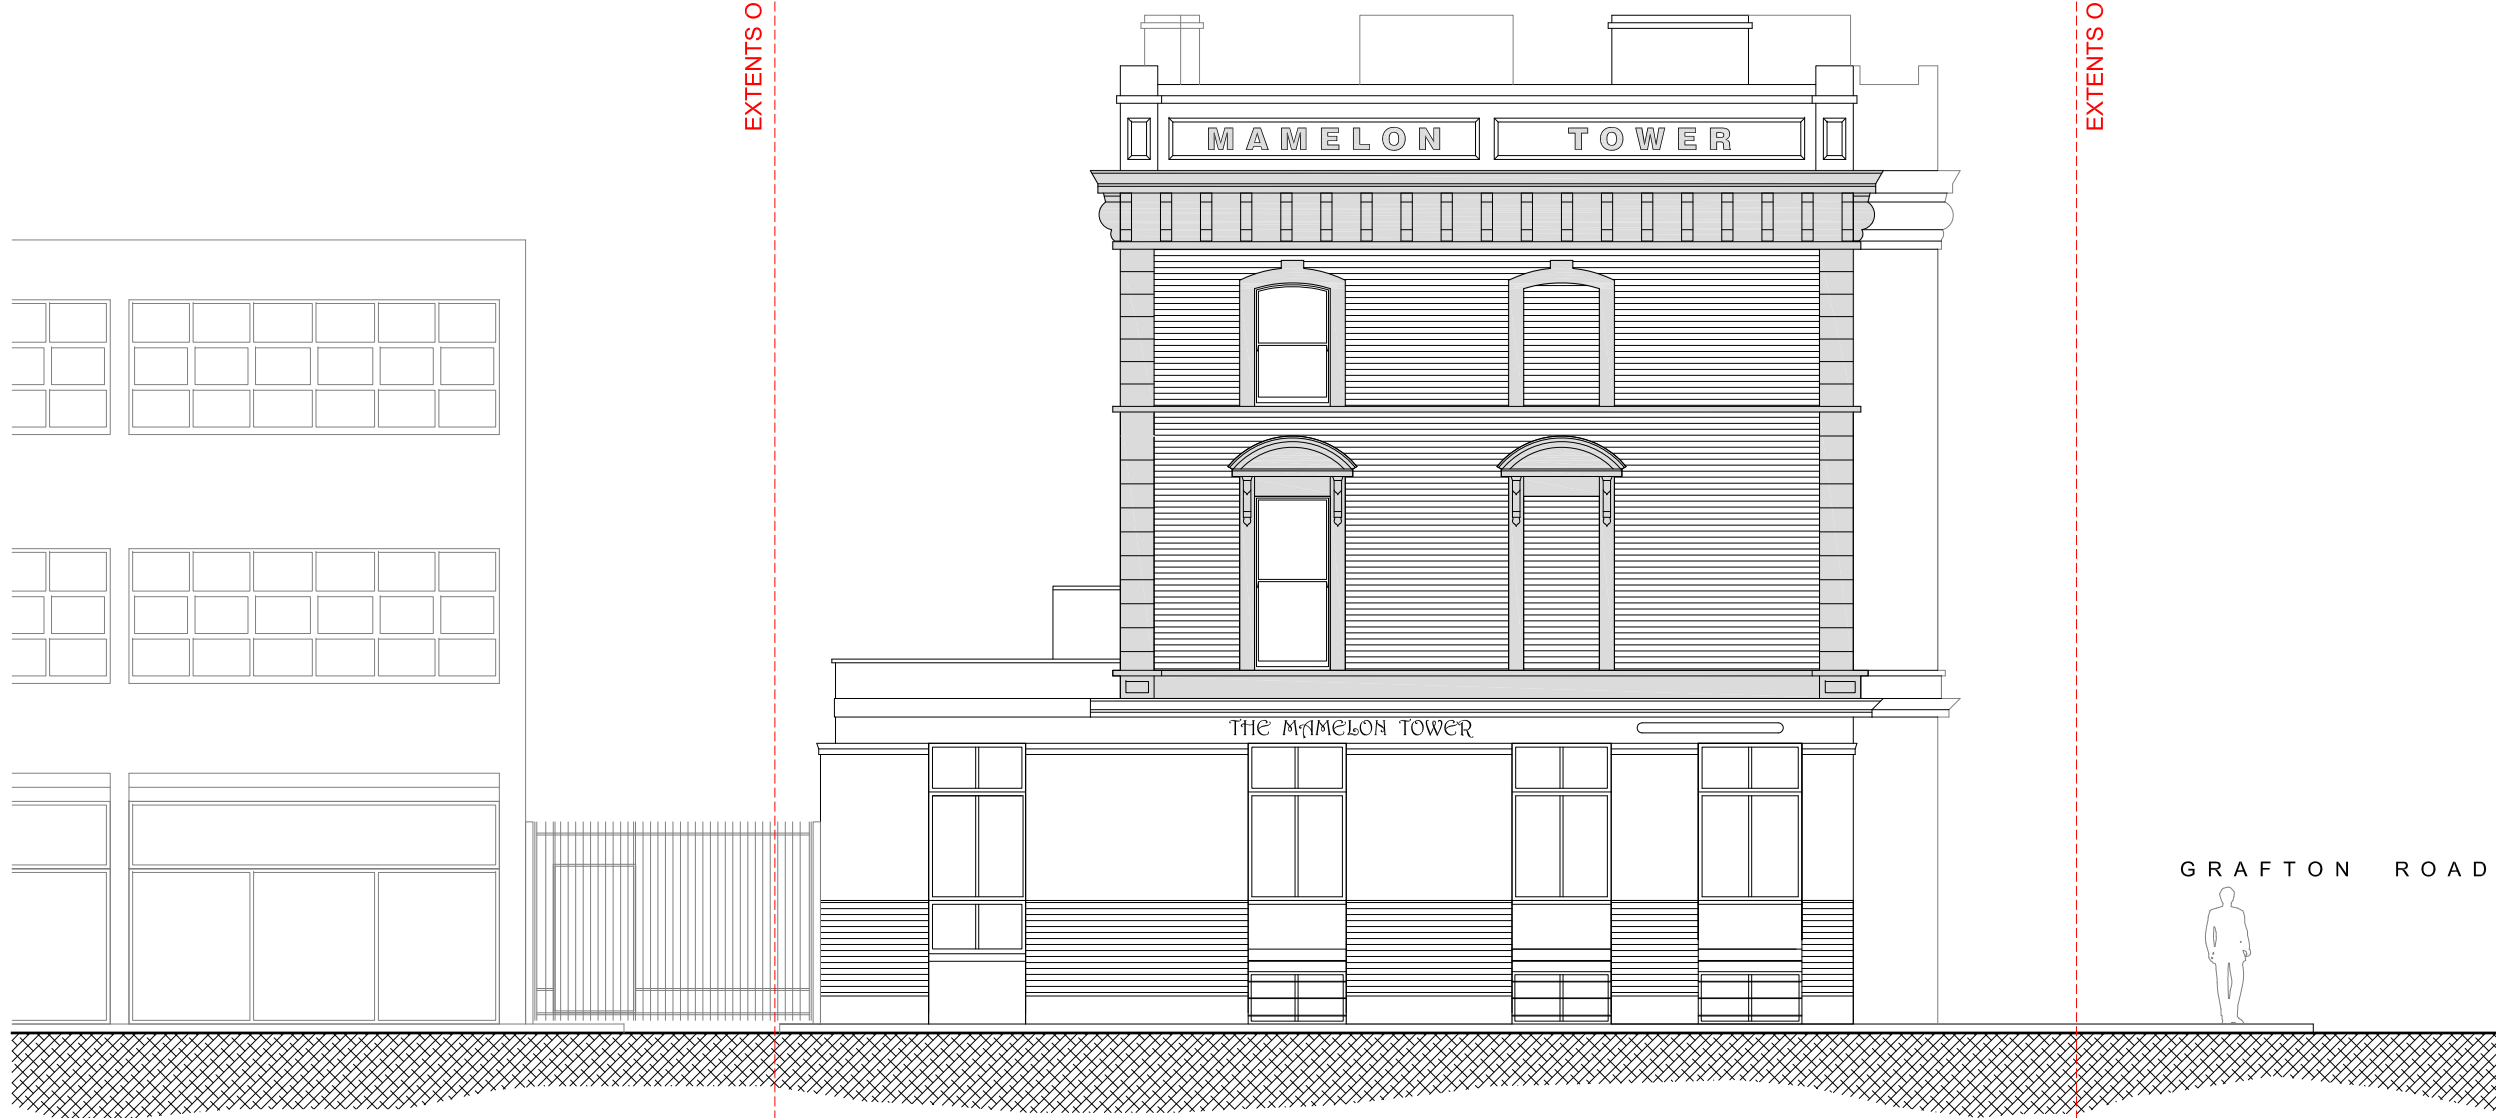 EXTENTS O
EXTENTS O
MAMELON TOWER
THE MAMELON TOWER
GRAFTON ROAD